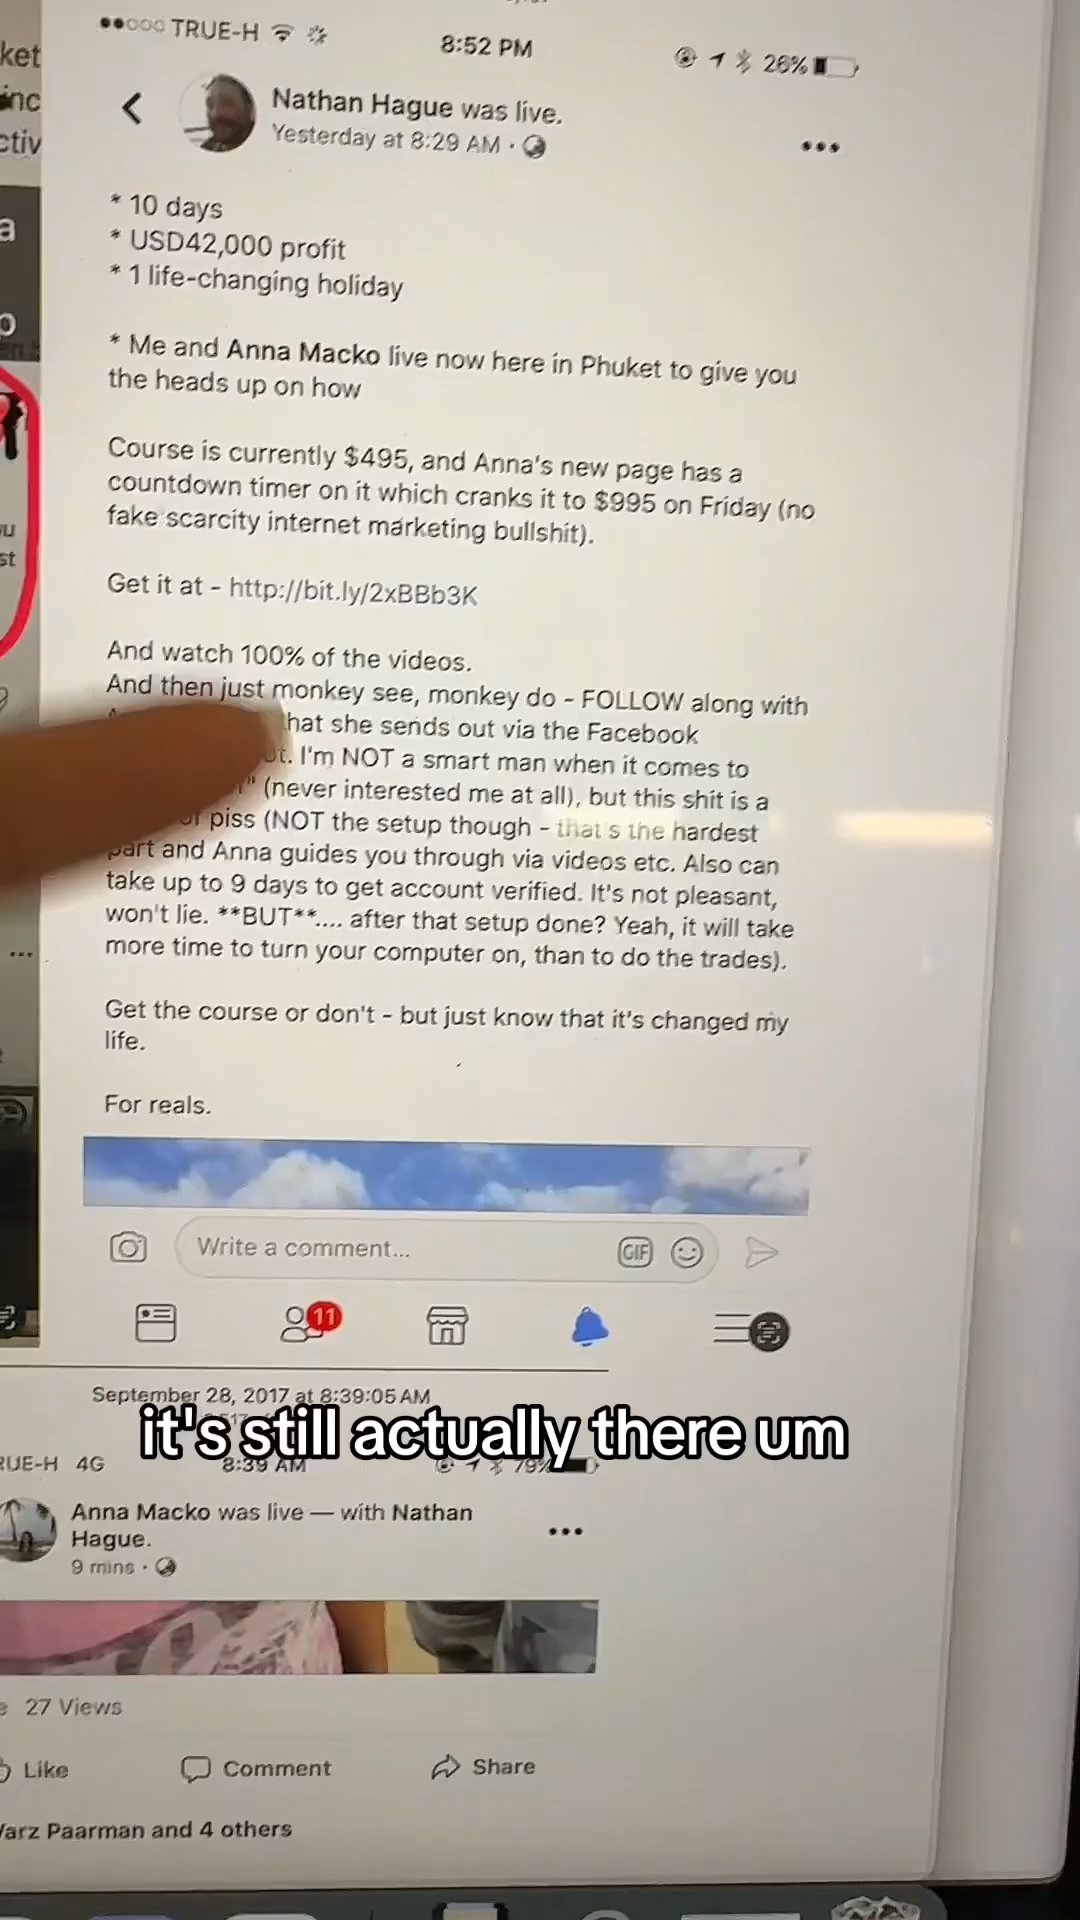 TRUE-H 8:52 PM 26%
ket
inc
ctiv
Nathan Hague was live.
Yesterday at 8:29 AM ·
* 10 days
* USD42,000 profit
* 1 life-changing holiday
* Me and Anna Macko live now here in Phuket to give you
the heads up on how
Course is currently $495, and Anna's new page has a
countdown timer on it which cranks it to $995 on Friday (no
fake scarcity internet marketing bullshit).
Get it at - http://bit.ly/2xBBb3K
And watch 100% of the videos.
And then just monkey see, monkey do - FOLLOW along with
that she sends out via the Facebook
I'm NOT a smart man when it comes to
(never interested me at all), but this shit is a
piss (NOT the setup though - that's the hardest
part and Anna guides you through via videos etc. Also can
take up to 9 days to get account verified. It's not pleasant,
won't lie. **BUT**.... after that setup done? Yeah, it will take
more time to turn your computer on, than to do the trades).
Get the course or don't - but just know that it's changed my
life.
For reals.
Write a comment... GIF
11
September 28, 2017 at 8:39:05 AM
it's still actually there um
RUE-H 4G 8:39 AM 79%
Anna Macko was live — with Nathan
Hague.
9 mins ·
27 Views
Like Comment Share
Paarman and 4 others